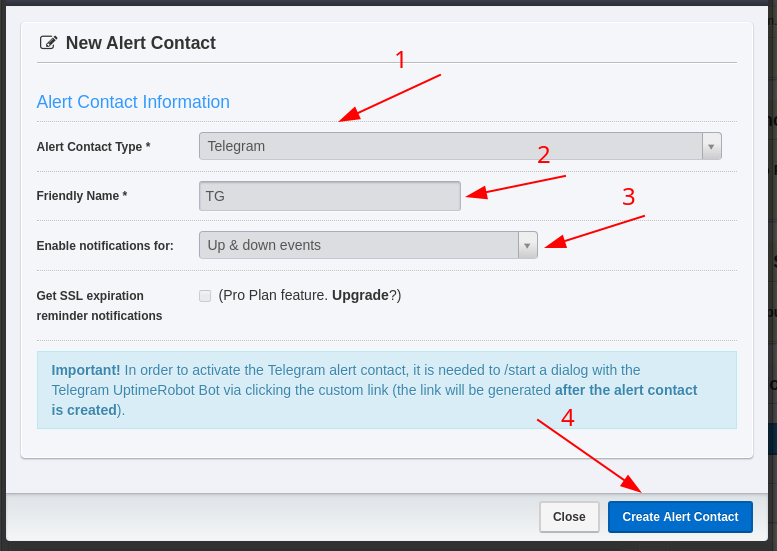 New Alert Contact
1
Alert Contact Information
Alert Contact Type *
Telegram
2
Friendly Name *
TG
3
Enable notifications for:
Up & down events
Get SSL expiration
reminder notifications
(Pro Plan feature. Upgrade?)
Important! In order to activate the Telegram alert contact, it is needed to /start a dialog with the
Telegram UptimeRobot Bot via clicking the custom link (the link will be generated after the alert contact
is created).
4
Close
Create Alert Contact